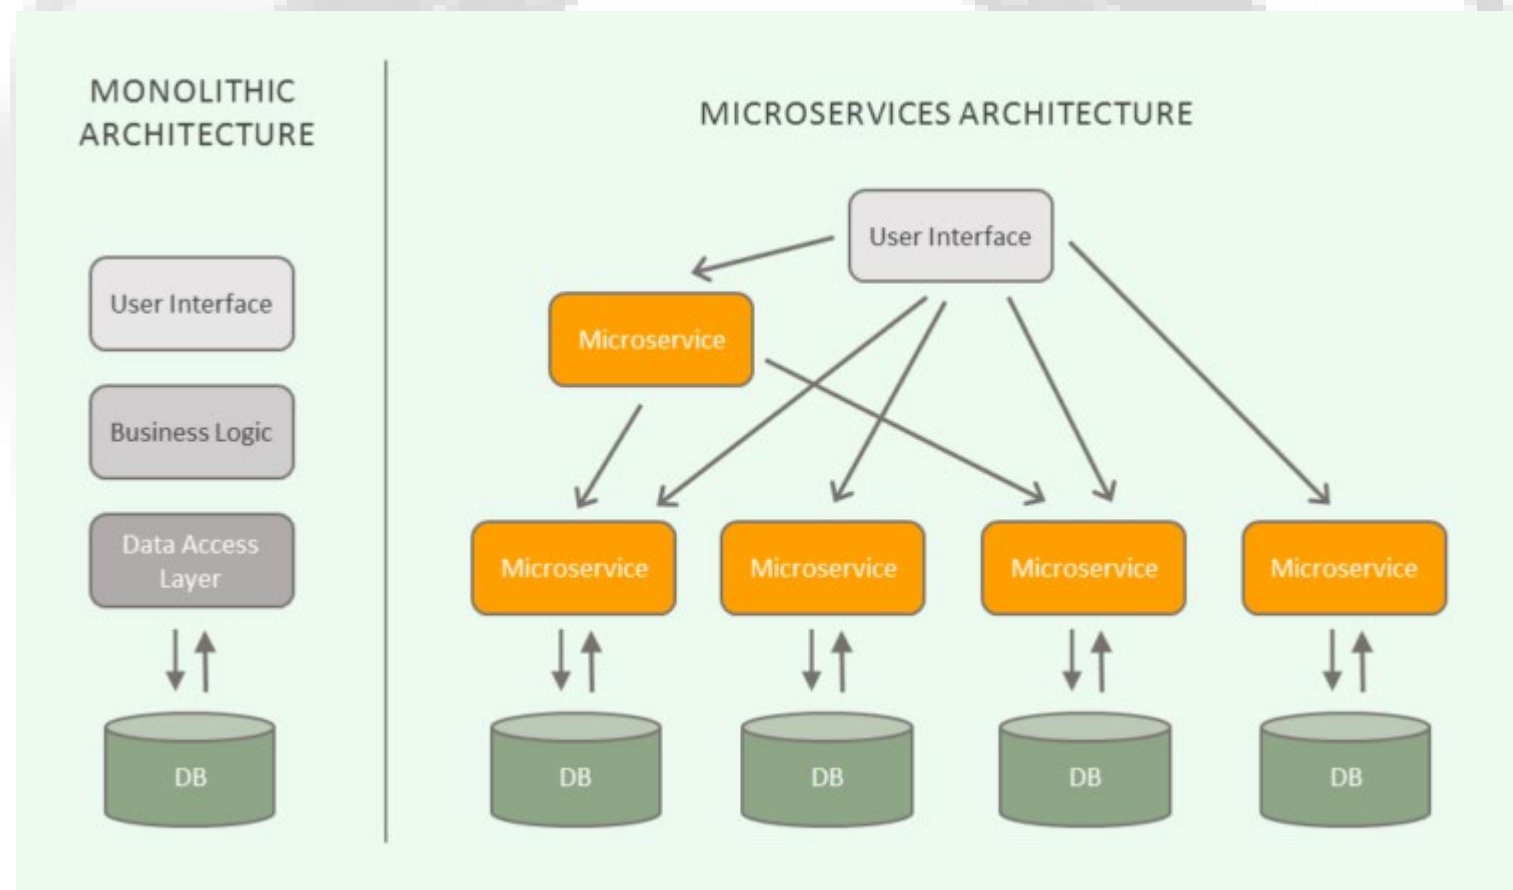 MONOLITHIC
ARCHITECTURE
User Interface
Business Logic
Data Access
Layer
DB
MICROSERVICES ARCHITECTURE
User Interface
Microservice
Microservice
Microservice
Microservice
Microservice
DB
DB
DB
DB